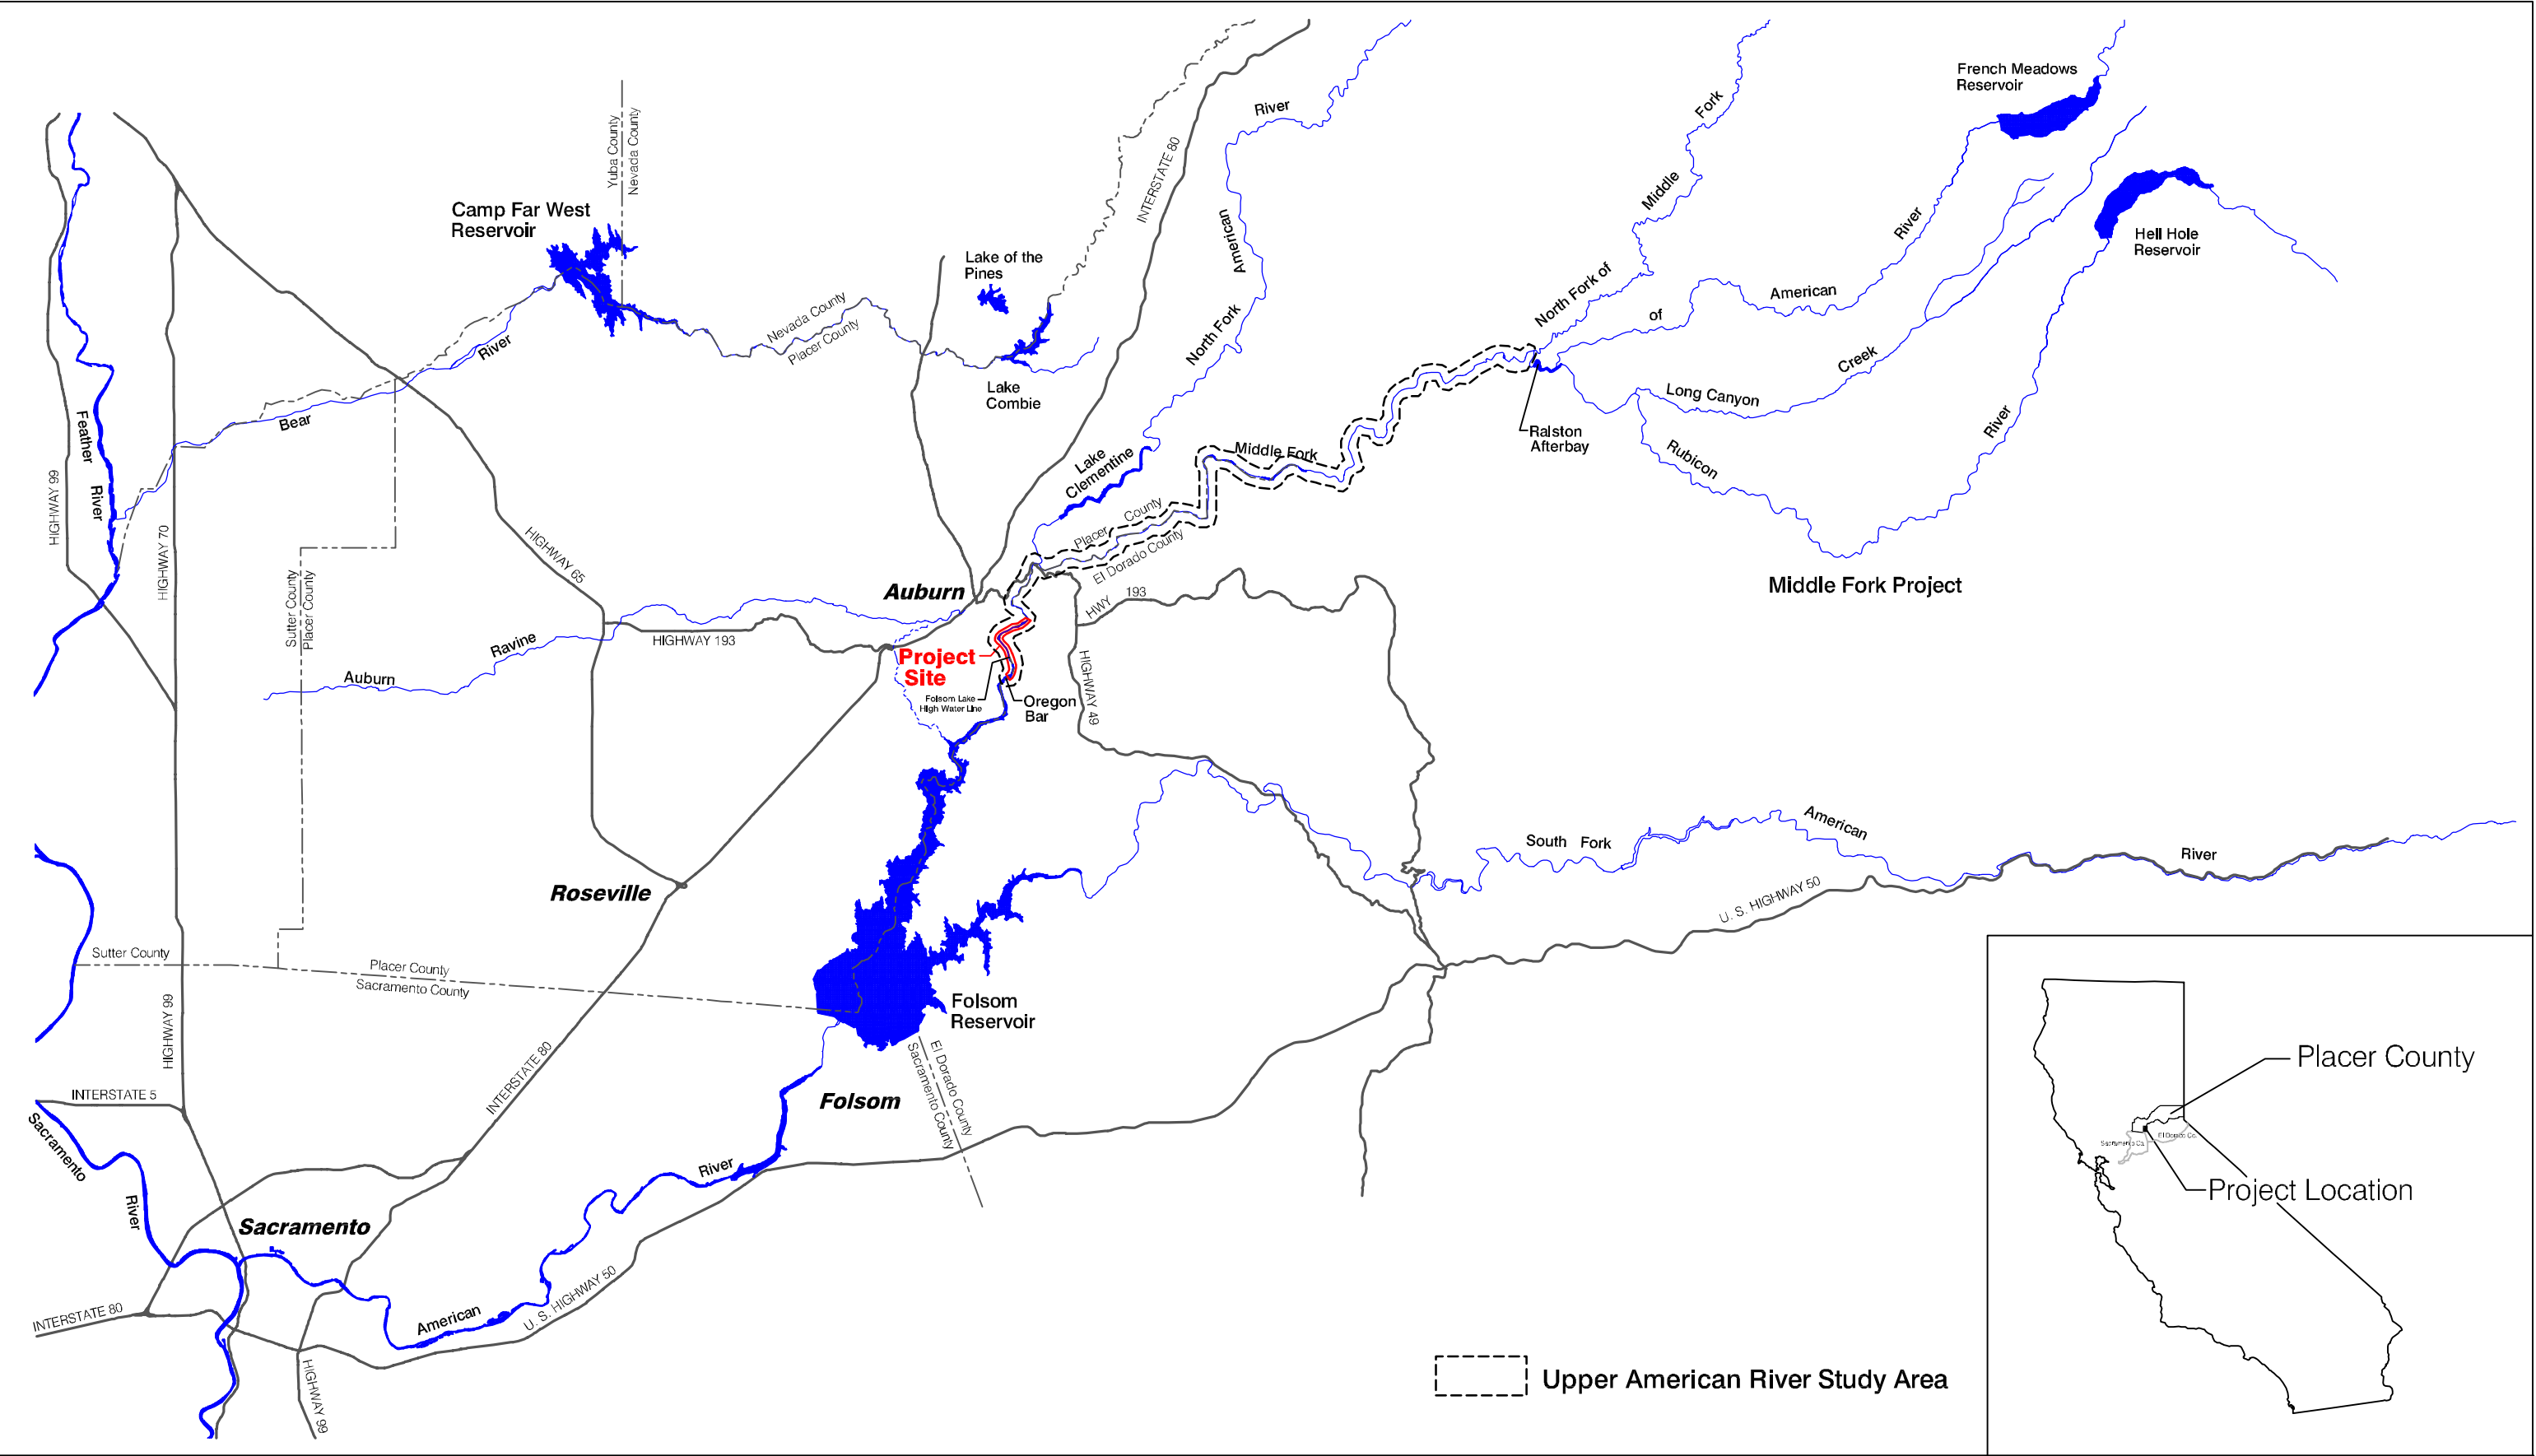 French Meadows
Reservoir
River
Fork
INTERSTATE 80
Yuba County
Nevada County
Middle
Camp Far West
Reservoir
American
River
Hell Hole
Reservoir
Lake of the
Pines
North Fork of
American
of
Nevada County
Placer County
River
North Fork
Creek
Lake
Combie
Long Canyon
Bear
Feather
River
HIGHWAY 99
River
Ralston
Afterbay
Middle Fork
Lake
Clementine
Rubicon
HIGHWAY 70
HIGHWAY 65
Placer County
El Dorado County
Middle Fork Project
Auburn
HWY 193
Sutter County
Placer County
HIGHWAY 193
Ravine
Auburn
Project
Site
Folsom Lake
High Water Line
Oregon
Bar
HIGHWAY 49
South Fork
American
River
Roseville
U. S. HIGHWAY 50
Sutter County
Placer County
Sacramento County
HIGHWAY 99
Folsom
Reservoir
El Dorado County
Sacramento County
INTERSTATE 80
INTERSTATE 5
Folsom
Sacramento
River
River
Sacramento
American
U. S. HIGHWAY 50
INTERSTATE 80
HIGHWAY 99
Upper American River Study Area
Placer County
Sacramento Co.
El Dorado Co.
Project Location